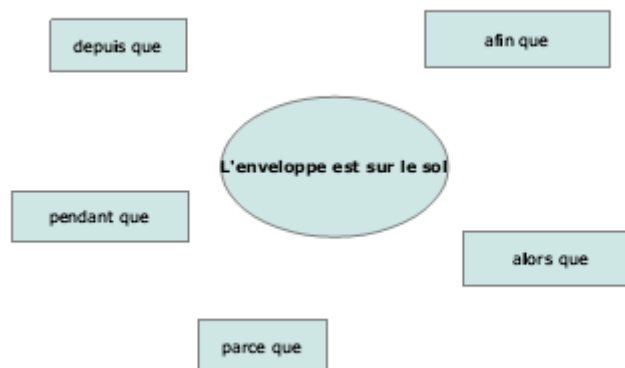 depuis que
afin que
L'enveloppe est sur le sol
pendant que
alors que
parce que